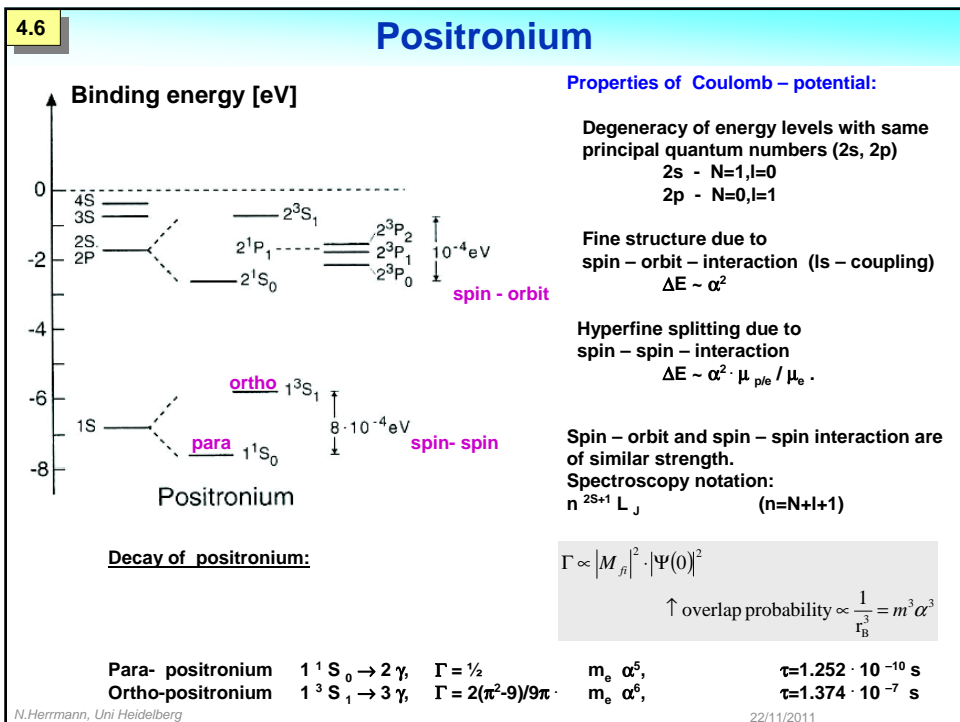 4.6
Positronium
Binding energy [eV]
0
-2
-4
-6
-8
4S
3S
2S
2P
1S
2³S₁
2¹P₁
2¹S₀
2³P₂
2³P₁
2³P₀
10⁻⁴eV
spin - orbit
ortho 1³S₁
para 1¹S₀
8·10⁻⁴eV
spin- spin
Positronium
Properties of Coulomb – potential:
Degeneracy of energy levels with same
principal quantum numbers (2s, 2p)
2s - N=1,l=0
2p - N=0,l=1
Fine structure due to
spin – orbit – interaction (ls – coupling)
ΔE ~ α²
Hyperfine splitting due to
spin – spin – interaction
ΔE ~ α² · μ p/e / μe .
Spin – orbit and spin – spin interaction are
of similar strength.
Spectroscopy notation:
n ²ˢ⁺¹ L J (n=N+l+1)
Decay of positronium:
Γ ∝ |M fi|² · |Ψ(0)|²
↑ overlap probability ∝ 1/r_B³ = m³α³
Para- positronium 1 ¹ S ₀ → 2 γ, Γ = ½ mₑ α⁵, τ=1.252 · 10 ⁻¹⁰ s
Ortho-positronium 1 ³ S ₁ → 3 γ, Γ = 2(π²-9)/9π · mₑ α⁶, τ=1.374 · 10 ⁻⁷ s
N.Herrmann, Uni Heidelberg
22/11/2011